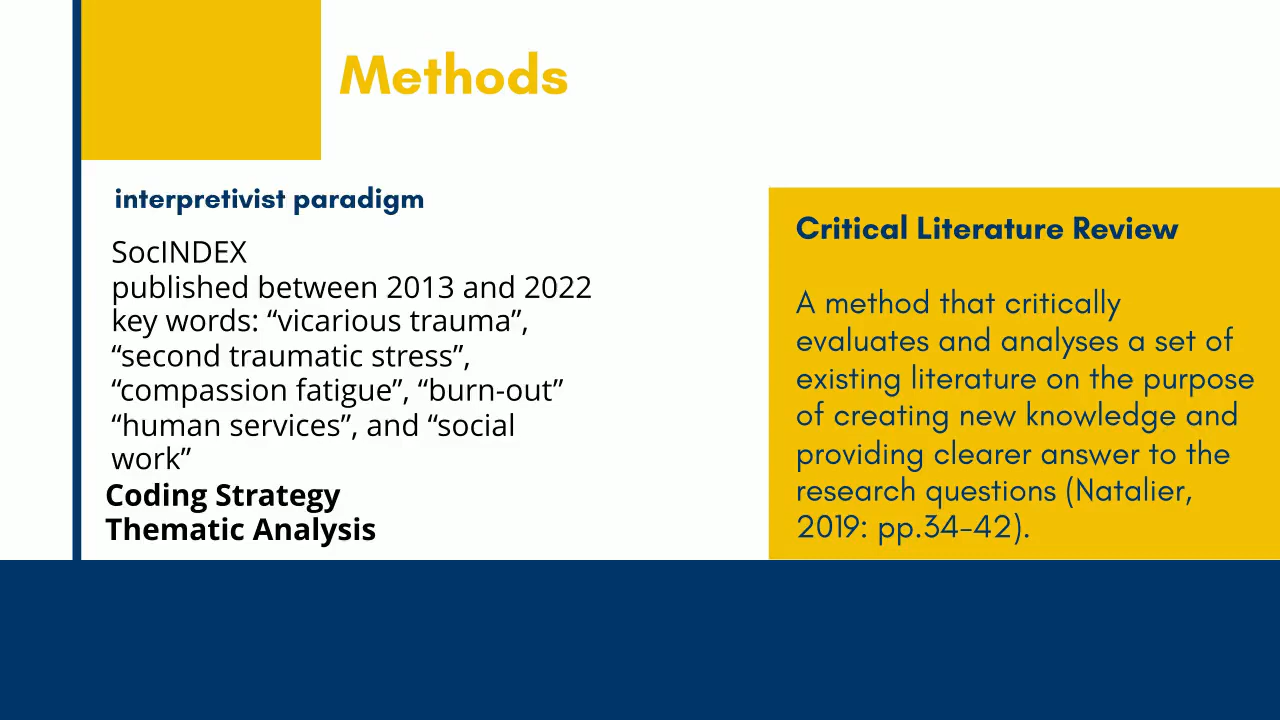 Methods
interpretivist paradigm
SocINDEX
published between 2013 and 2022
key words: “vicarious trauma”,
“second traumatic stress”,
“compassion fatigue”, “burn-out”
“human services”, and “social
work”
Coding Strategy
Thematic Analysis
Critical Literature Review
A method that critically
evaluates and analyses a set of
existing literature on the purpose
of creating new knowledge and
providing clearer answer to the
research questions (Natalier,
2019: pp.34-42).